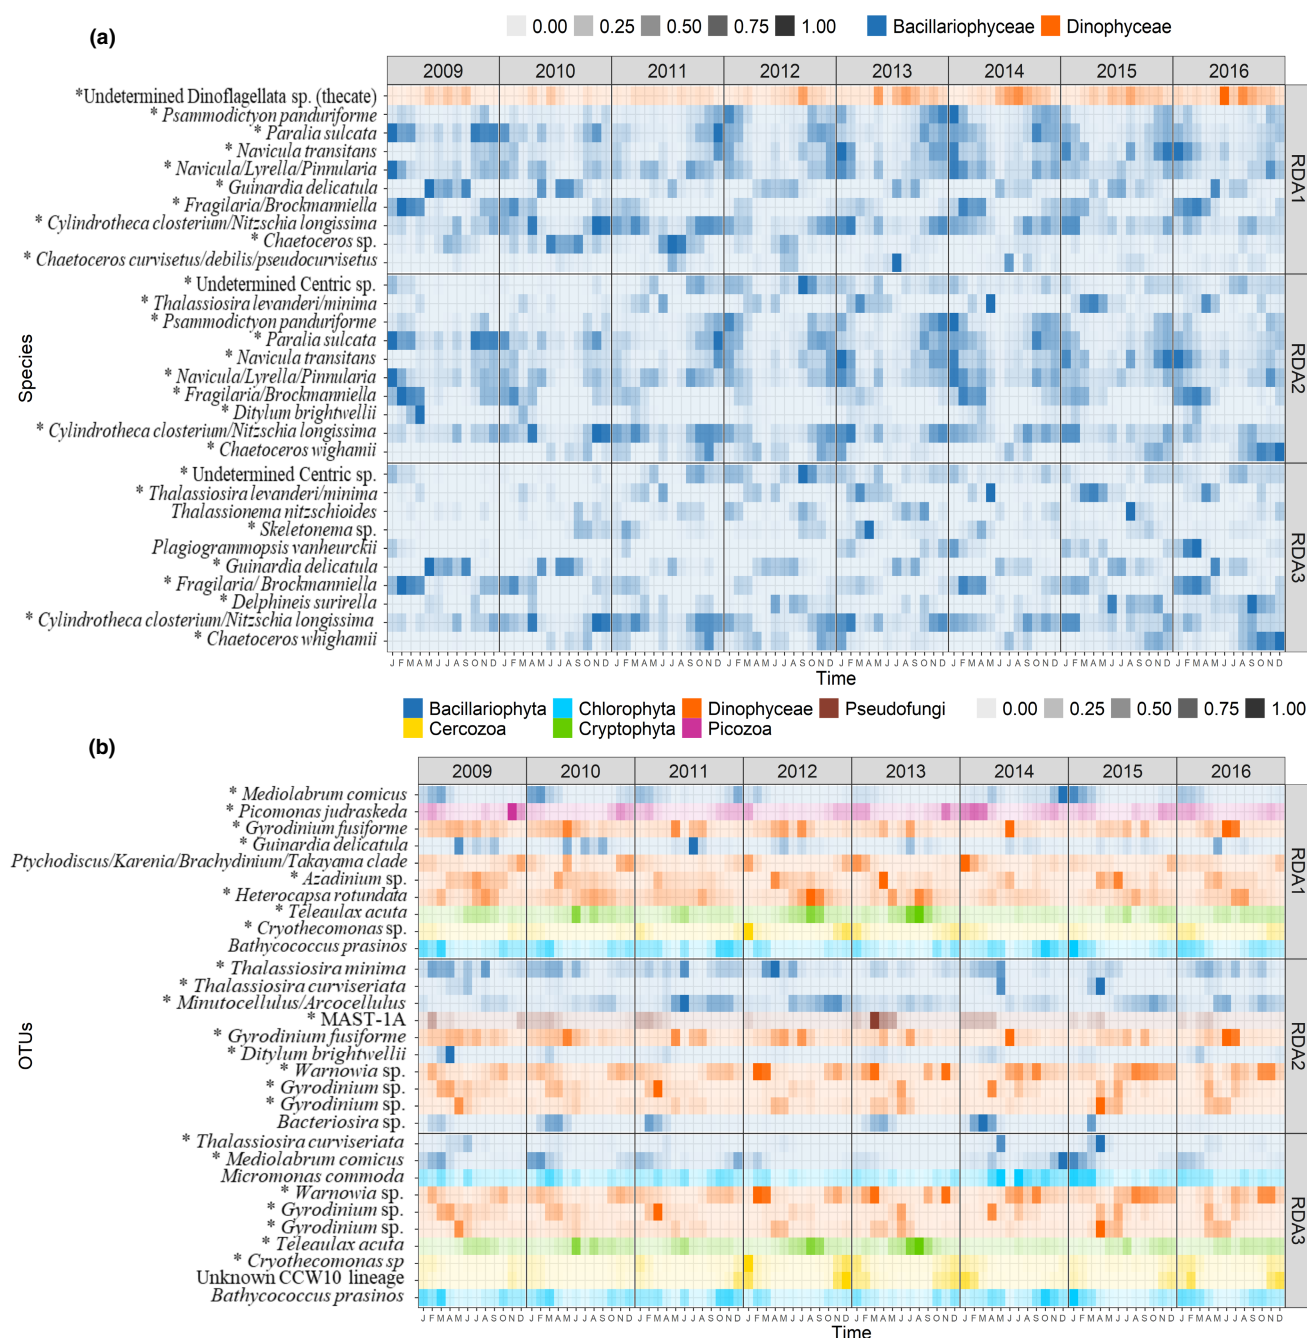 (a)
0.00 0.25 0.50 0.75 1.00 Bacillariophyceae Dinophyceae
2009 2010 2011 2012 2013 2014 2015 2016
*Undetermined Dinoflagellata sp. (thecate)
* Psammodictyon panduriforme
* Paralia sulcata
* Navicula transitans
* Navicula/Lyrella/Pinnularia
* Guinardia delicatula
* Fragilaria/Brockmanniella
* Cylindrotheca closterium/Nitzschia longissima
* Chaetoceros sp.
* Chaetoceros curvisetus/debilis/pseudocurvisetus
RDA1
* Undetermined Centric sp.
* Thalassiosira levanderi/minima
* Psammodictyon panduriforme
* Paralia sulcata
* Navicula transitans
* Navicula/Lyrella/Pinnularia
* Fragilaria/Brockmanniella
* Ditylum brightwellii
* Cylindrotheca closterium/Nitzschia longissima
* Chaetoceros wighamii
RDA2
* Undetermined Centric sp.
* Thalassiosira levanderi/minima
Thalassionema nitzschioides
* Skeletonema sp.
Plagiogrammopsis vanheurckii
* Guinardia delicatula
* Fragilaria/ Brockmanniella
* Delphineis surirella
* Cylindrotheca closterium/Nitzschia longissima
* Chaetoceros whighamii
RDA3
Species
J F M A M J J A S O N D J F M A M J J A S O N D J F M A M J J A S O N D J F M A M J J A S O N D J F M A M J J A S O N D J F M A M J J A S O N D J F M A M J J A S O N D J F M A M J J A S O N D
Time
Bacillariophyta Chlorophyta Dinophyceae Pseudofungi 0.00 0.25 0.50 0.75 1.00
Cercozoa Cryptophyta Picozoa
(b)
2009 2010 2011 2012 2013 2014 2015 2016
* Mediolabrum comicus
* Picomonas judraskeda
* Gyrodinium fusiforme
* Guinardia delicatula
Ptychodiscus/Karenia/Brachydinium/Takayama clade
* Azadinium sp.
* Heterocapsa rotundata
* Teleaulax acuta
* Cryothecomonas sp.
Bathycoccus prasinos
RDA1
* Thalassiosira minima
* Thalassiosira curviseriata
* Minutocellulus/Arcocellulus
* MAST-1A
* Gyrodinium fusiforme
* Ditylum brightwellii
* Warnowia sp.
* Gyrodinium sp.
* Gyrodinium sp.
Bacteriosira sp.
RDA2
* Thalassiosira curviseriata
* Mediolabrum comicus
Micromonas commoda
* Warnowia sp.
* Gyrodinium sp.
* Gyrodinium sp.
* Teleaulax acuta
* Cryothecomonas sp
Unknown CCW10 lineage
Bathycoccus prasinos
RDA3
OTUs
J F M A M J J A S O N D J F M A M J J A S O N D J F M A M J J A S O N D J F M A M J J A S O N D J F M A M J J A S O N D J F M A M J J A S O N D J F M A M J J A S O N D J F M A M J J A S O N D
Time